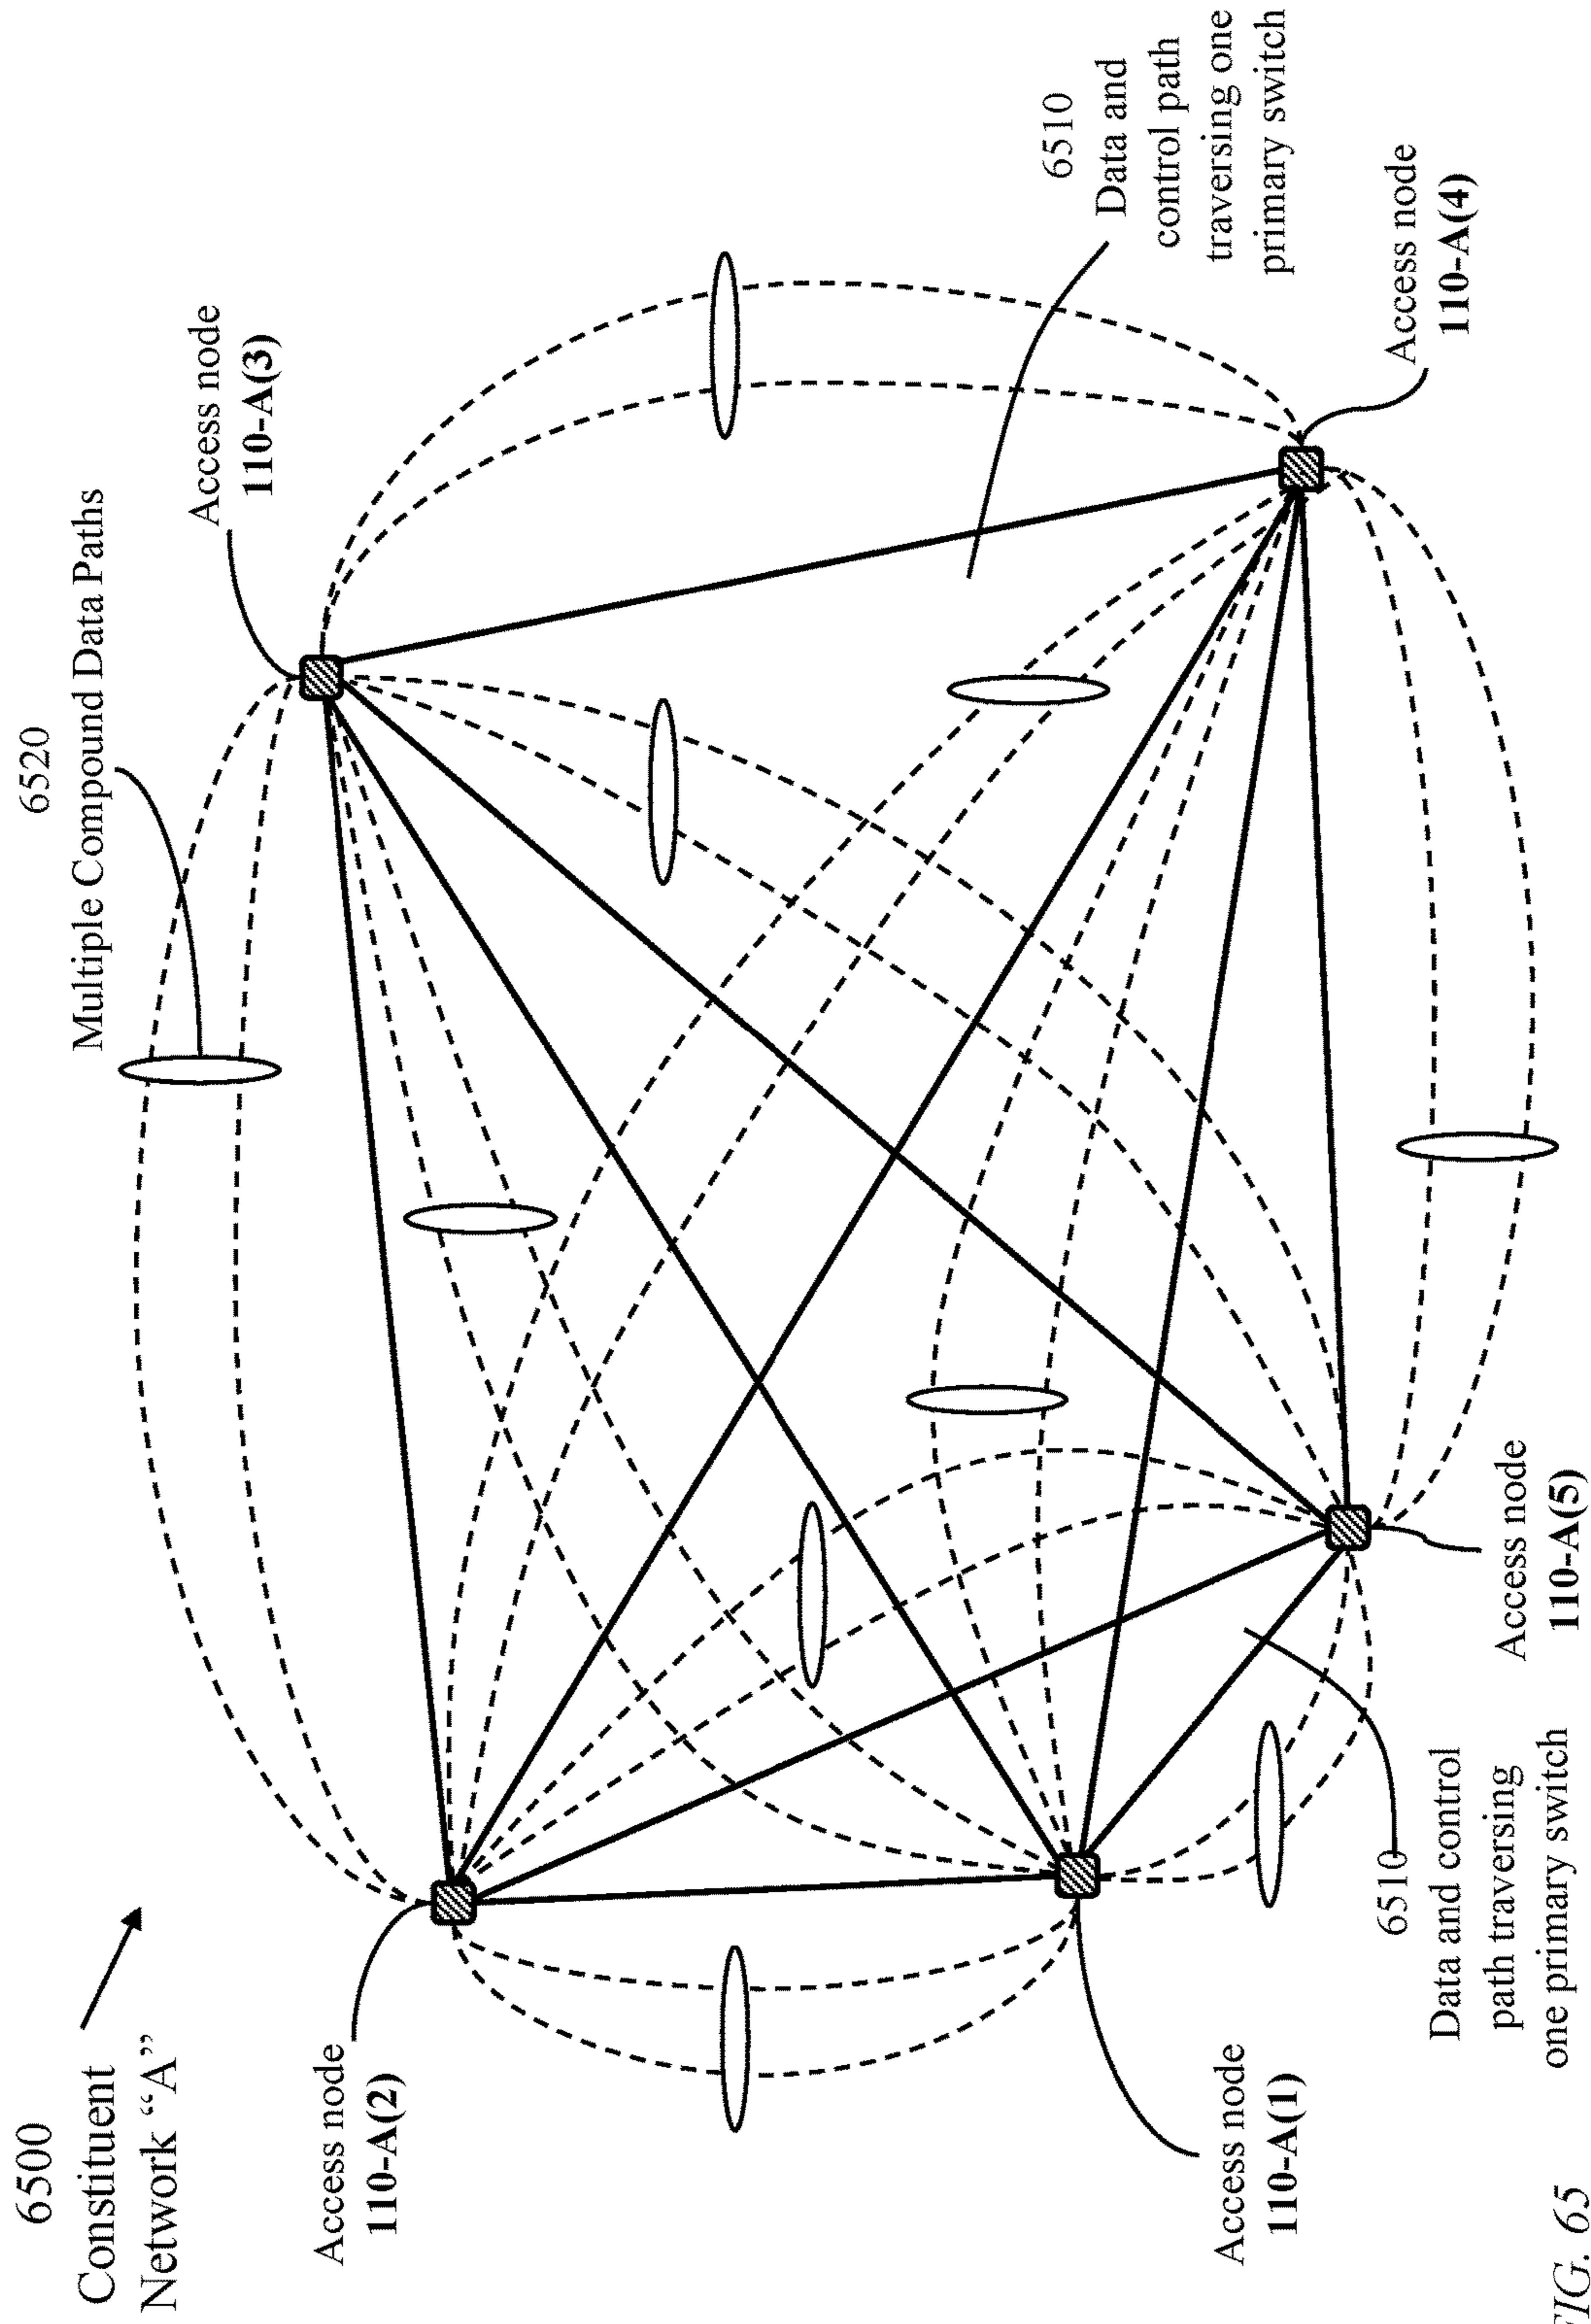 6500
Constituent
Network “A”
6520
Multiple Compound Data Paths
Access node
110-A(3)
Access node
110-A(2)
6510
Data and
control path
traversing one
primary switch
Access node
110-A(4)
Access node
110-A(1)
6510
Data and control
path traversing
one primary switch
Access node
110-A(5)
FIG. 65